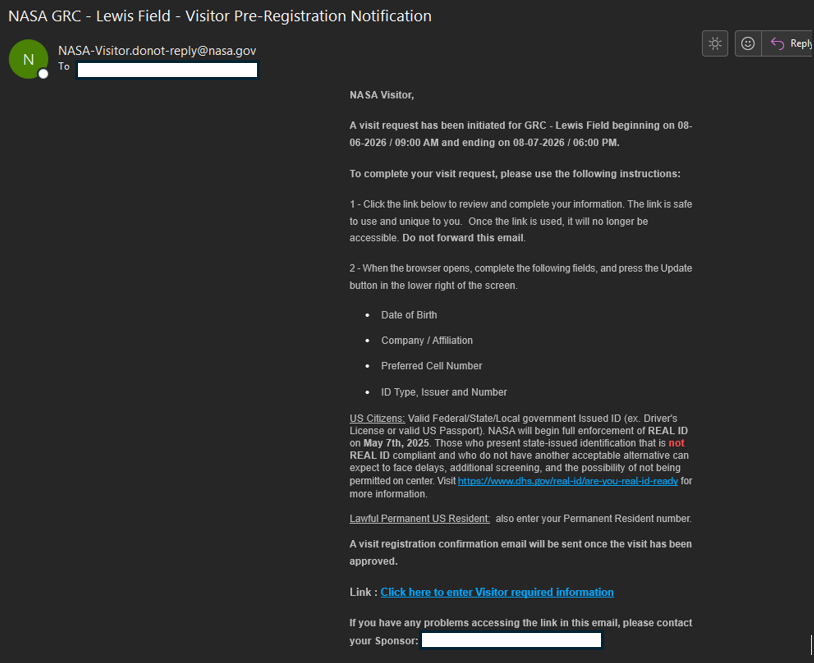 NASA GRC - Lewis Field - Visitor Pre-Registration Notification
N
NASA-Visitor.donot-reply@nasa.gov
Reply
To
NASA Visitor,
A visit request has been initiated for GRC - Lewis Field beginning on 08-
06-2026 / 09:00 AM and ending on 08-07-2026 / 06:00 PM.
To complete your visit request, please use the following instructions:
1 - Click the link below to review and complete your information. The link is safe
to use and unique to you.  Once the link is used, it will no longer be
accessible. Do not forward this email.
2 - When the browser opens, complete the following fields, and press the Update
button in the lower right of the screen.
• Date of Birth
• Company / Affiliation
• Preferred Cell Number
• ID Type, Issuer and Number
US Citizens: Valid Federal/State/Local government Issued ID (ex. Driver's
License or valid US Passport). NASA will begin full enforcement of REAL ID
on May 7th, 2025. Those who present state-issued identification that is not
REAL ID compliant and who do not have another acceptable alternative can
expect to face delays, additional screening, and the possibility of not being
permitted on center. Visit https://www.dhs.gov/real-id/are-you-real-id-ready for
more information.
Lawful Permanent US Resident:  also enter your Permanent Resident number.
A visit registration confirmation email will be sent once the visit has been
approved.
Link : Click here to enter Visitor required information
If you have any problems accessing the link in this email, please contact
your Sponsor: